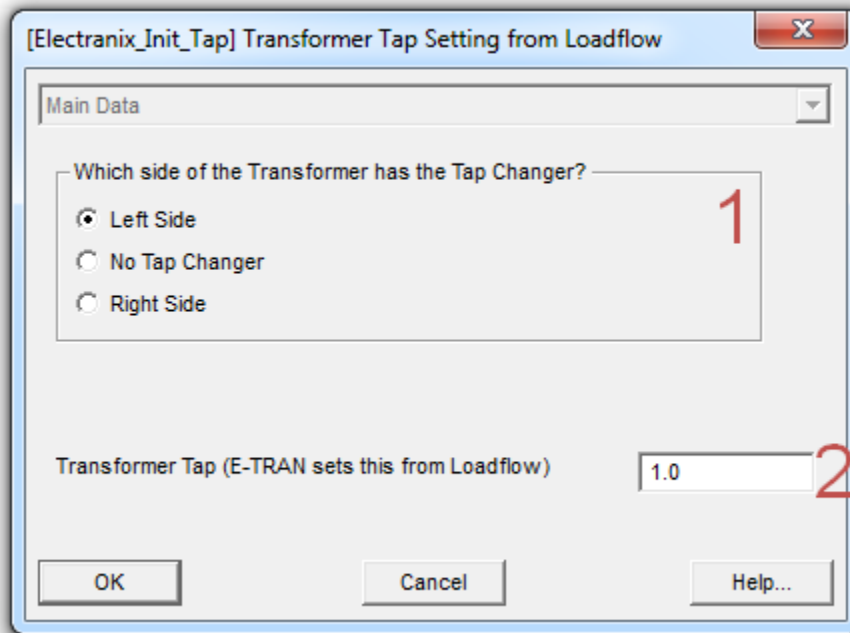 [Electranix_Init_Tap] Transformer Tap Setting from Loadflow
X
Main Data
Which side of the Transformer has the Tap Changer?
1
Left Side
No Tap Changer
Right Side
Transformer Tap (E-TRAN sets this from Loadflow) 1.0 2
OK Cancel Help...